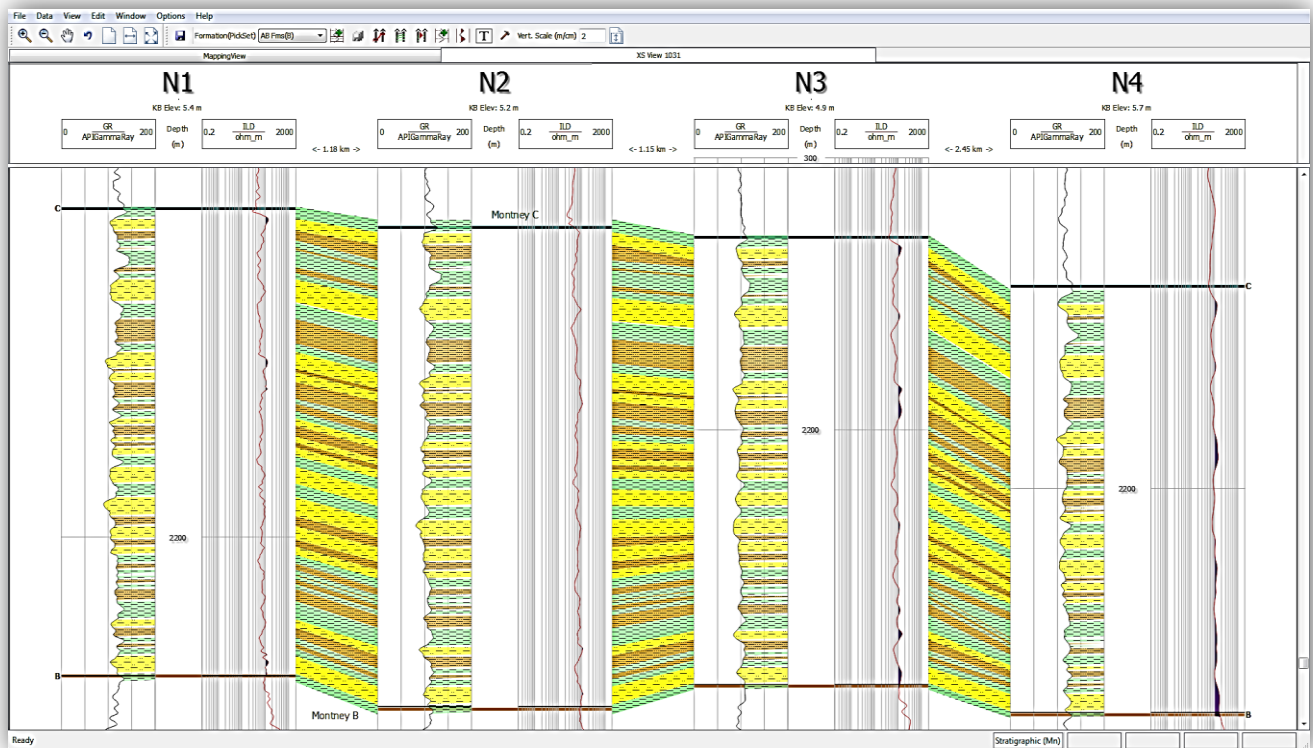 File Data View Edit Window Options Help
Formation(PickSet) AB Fms(B) T Vert. Scale (m/cm) 2
MappingView XS View 1031
N1 N2 N3 N4
KB Elev: 5.4 m KB Elev: 5.2 m KB Elev: 4.9 m KB Elev: 5.7 m
GR ILD GR ILD GR ILD GR ILD
0 200 Depth 0.2 2000 0 200 Depth 0.2 2000 0 200 Depth 0.2 2000 0 200 Depth 0.2 2000
APIGammaRay ohm_m APIGammaRay ohm_m APIGammaRay ohm_m APIGammaRay ohm_m
(m) (m) (m) (m)
<- 1.18 km -> <- 1.15 km -> <- 2.45 km ->
300
C
Montney C
C
2200
2200
2200
B
Montney B
B
Ready Stratigraphic (Mn)